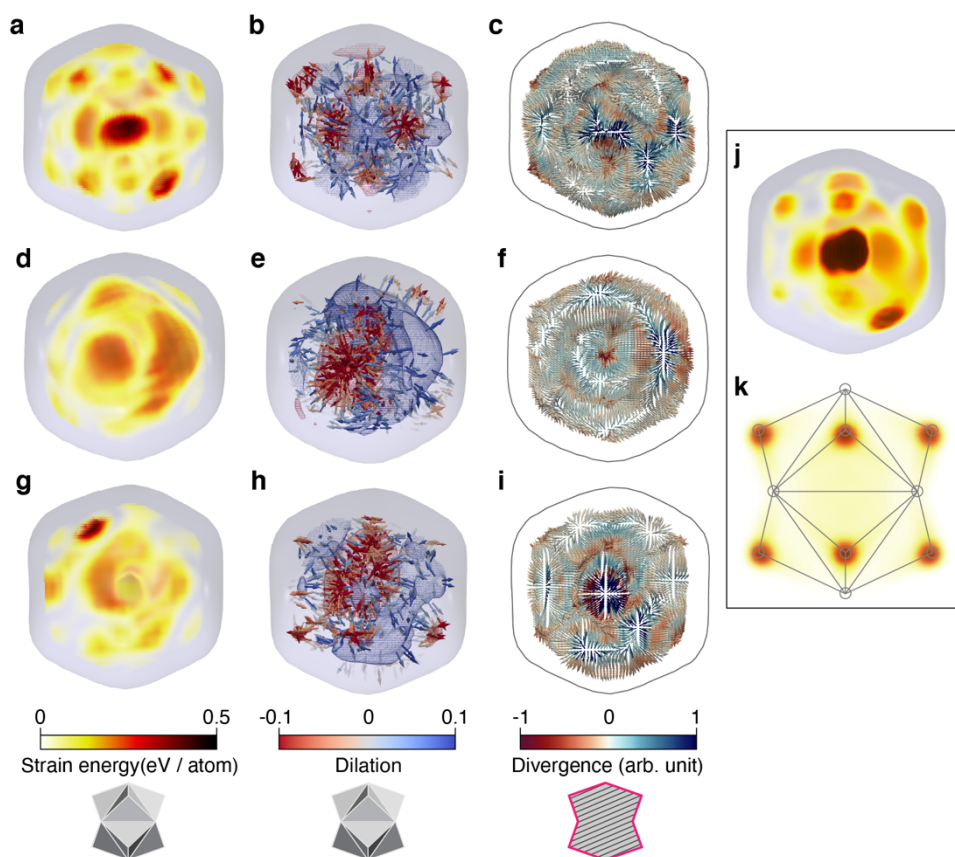 a
b
c
j
d
e
f
k
g
h
i
0 0.5
-0.1 0 0.1
-1 0 1
Strain energy(eV / atom)
Dilation
Divergence (arb. unit)